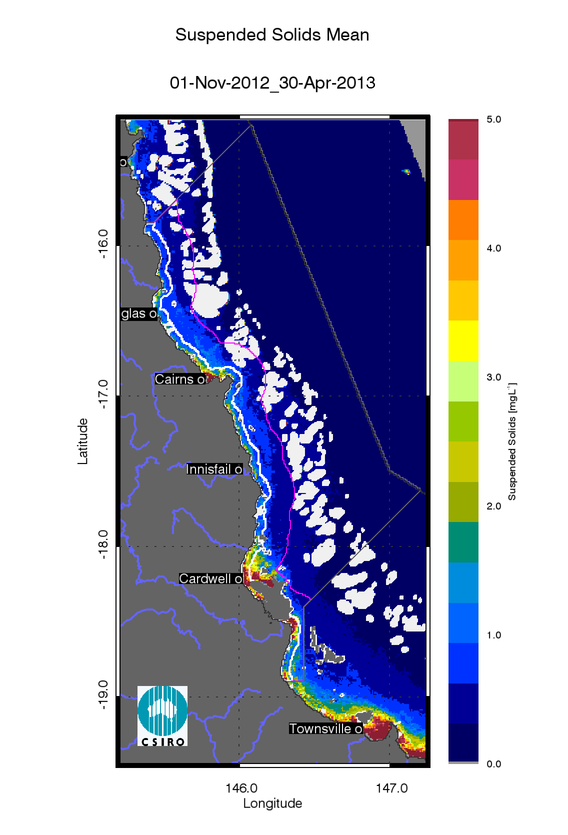 Suspended Solids Mean
01-Nov-2012_30-Apr-2013
5.0
4.0
3.0
2.0
1.0
0.0
Suspended Solids [mgL⁻]
-16.0
-17.0
-18.0
-19.0
Latitude
o
glas o
Cairns o
Innisfail o
Cardwell o
Townsville o
CSIRO
146.0
147.0
Longitude